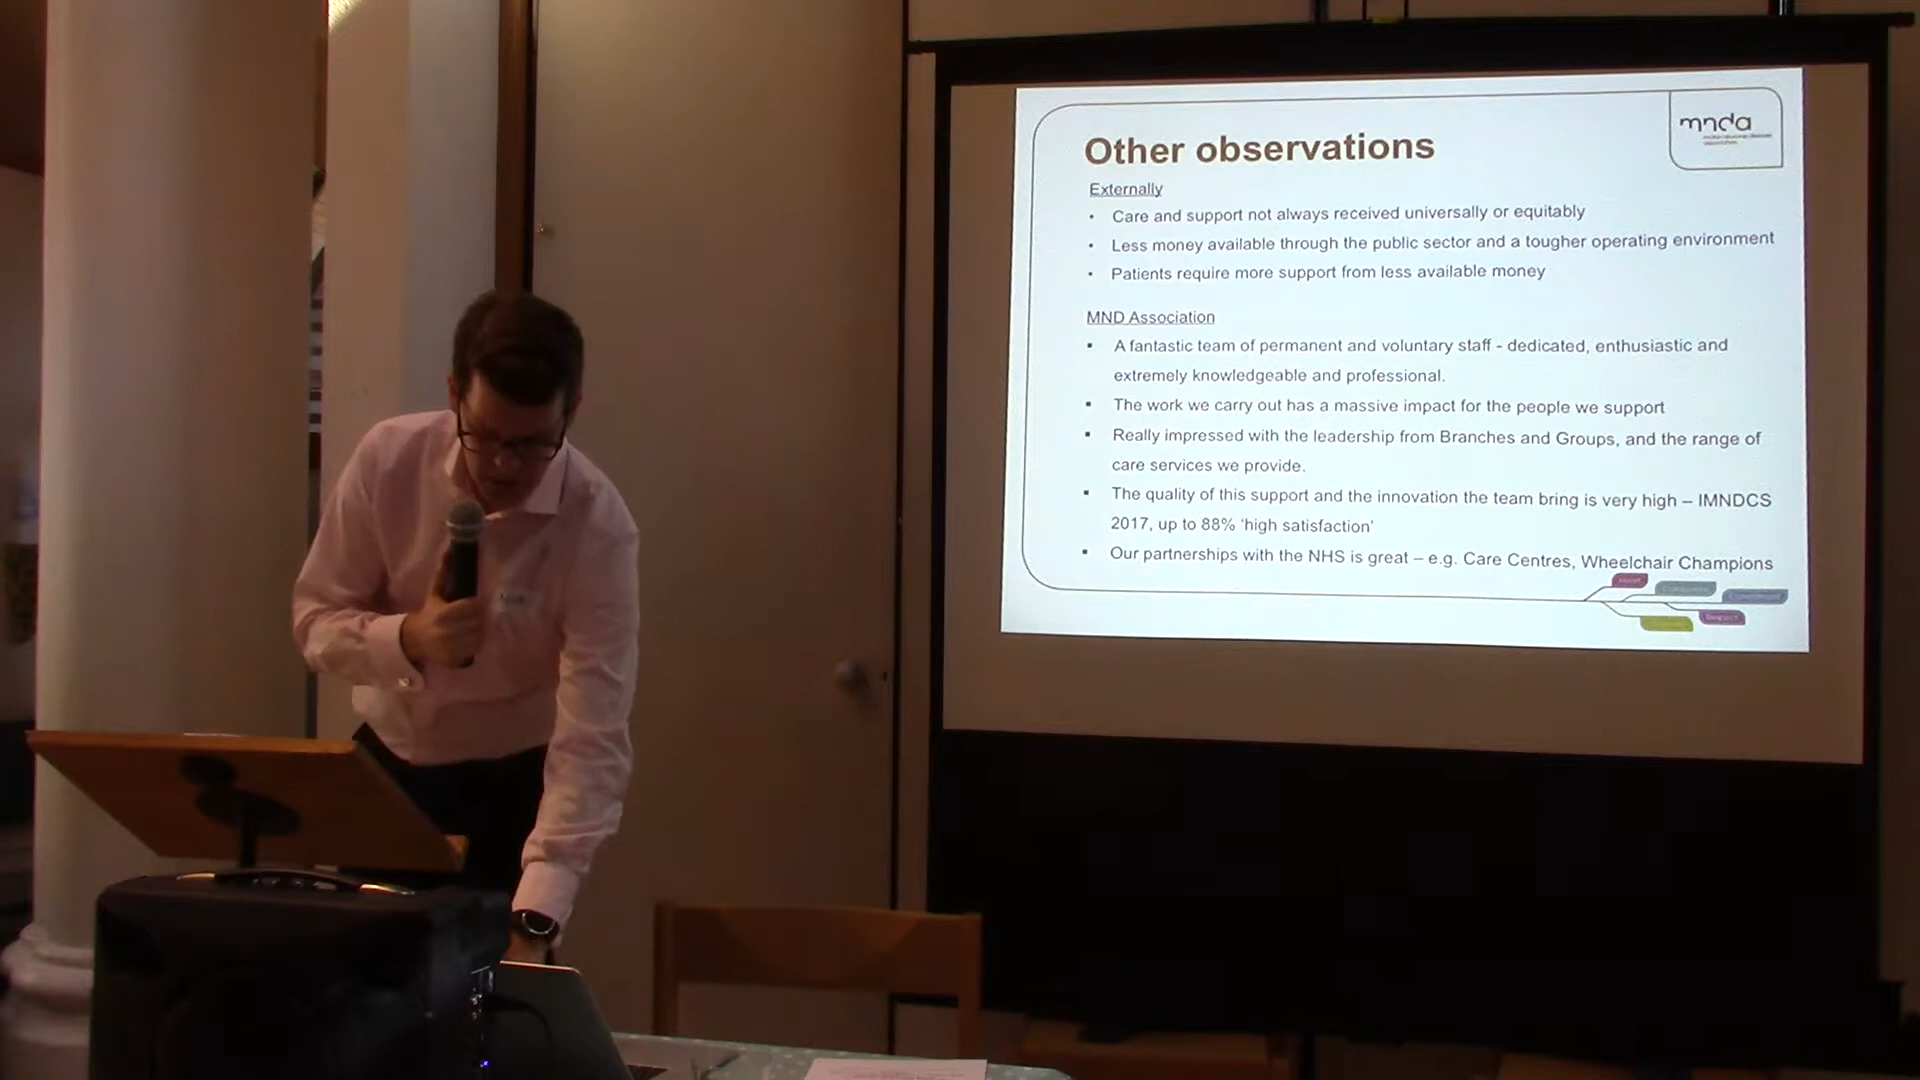 mnda
Other observations
Externally
• Care and support not always received universally or equitably
• Less money available through the public sector and a tougher operating environment
• Patients require more support from less available money
MND Association
▪ A fantastic team of permanent and voluntary staff - dedicated, enthusiastic and
extremely knowledgeable and professional.
▪ The work we carry out has a massive impact for the people we support
▪ Really impressed with the leadership from Branches and Groups, and the range of
care services we provide.
▪ The quality of this support and the innovation the team bring is very high – IMNDCS
2017, up to 88% 'high satisfaction'
▪ Our partnerships with the NHS is great – e.g. Care Centres, Wheelchair Champions